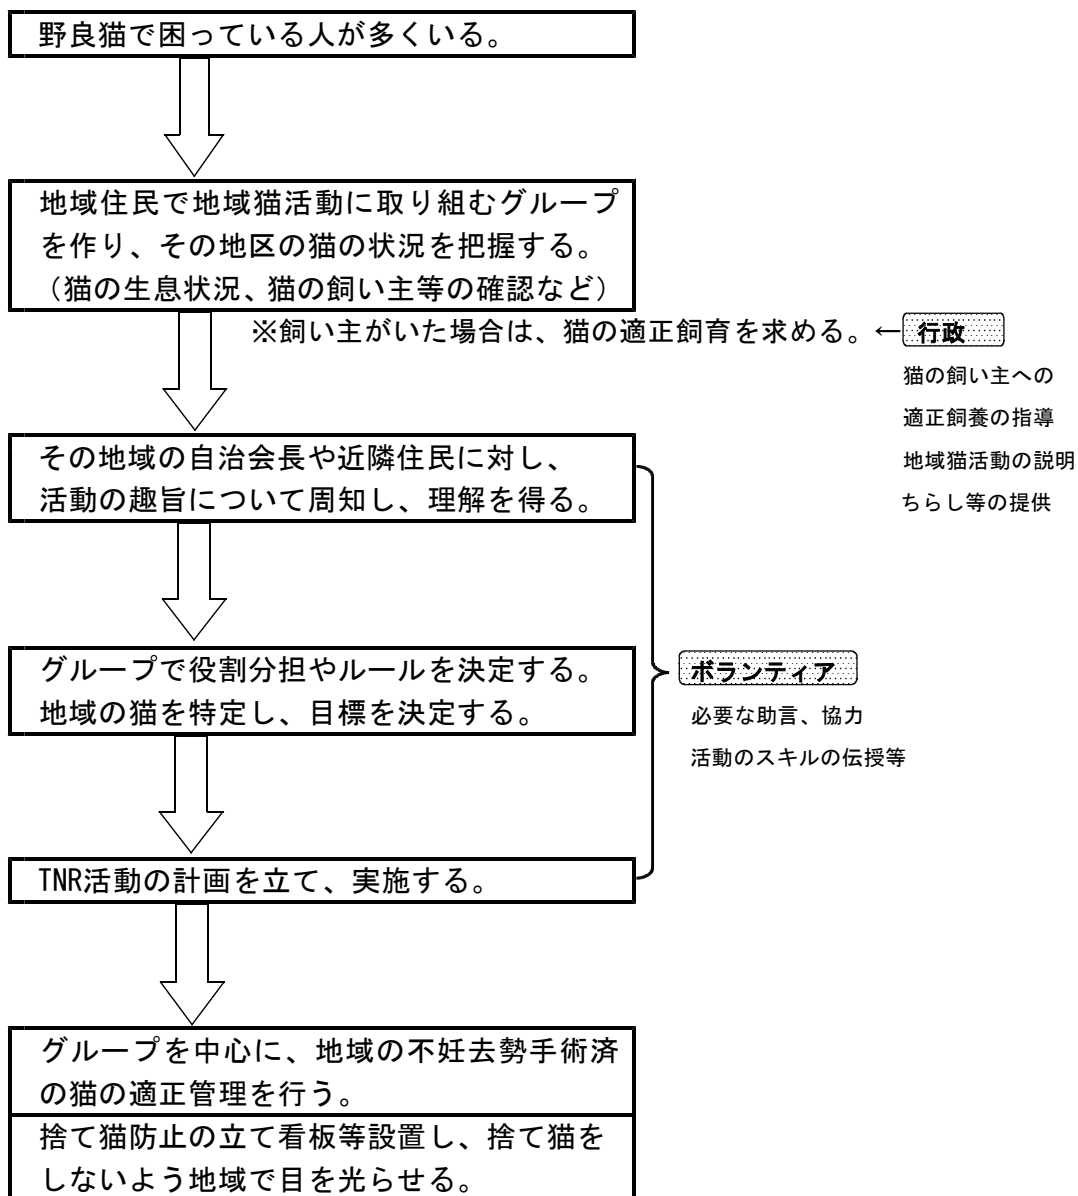 野良猫で困っている人が多くいる。
地域住民で地域猫活動に取り組むグループ
を作り、その地区の猫の状況を把握する。
（猫の生息状況、猫の飼い主等の確認など）
※飼い主がいた場合は、猫の適正飼育を求める。←行政
猫の飼い主への
適正飼養の指導
地域猫活動の説明
ちらし等の提供
その地域の自治会長や近隣住民に対し、
活動の趣旨について周知し、理解を得る。
グループで役割分担やルールを決定する。
地域の猫を特定し、目標を決定する。
ボランティア
必要な助言、協力
活動のスキルの伝授等
TNR活動の計画を立て、実施する。
グループを中心に、地域の不妊去勢手術済
の猫の適正管理を行う。
捨て猫防止の立て看板等設置し、捨て猫を
しないよう地域で目を光らせる。